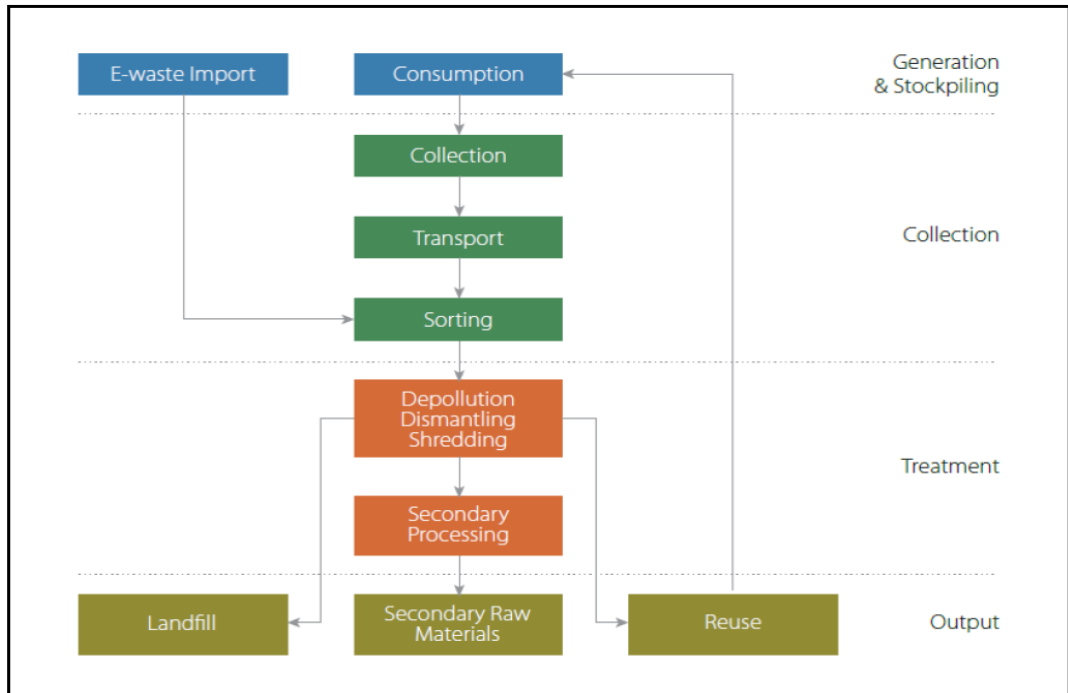 E-waste Import
Consumption
Generation
& Stockpiling
Collection
Transport
Collection
Sorting
Depollution
Dismantling
Shredding
Treatment
Secondary
Processing
Landfill
Secondary Raw
Materials
Reuse
Output